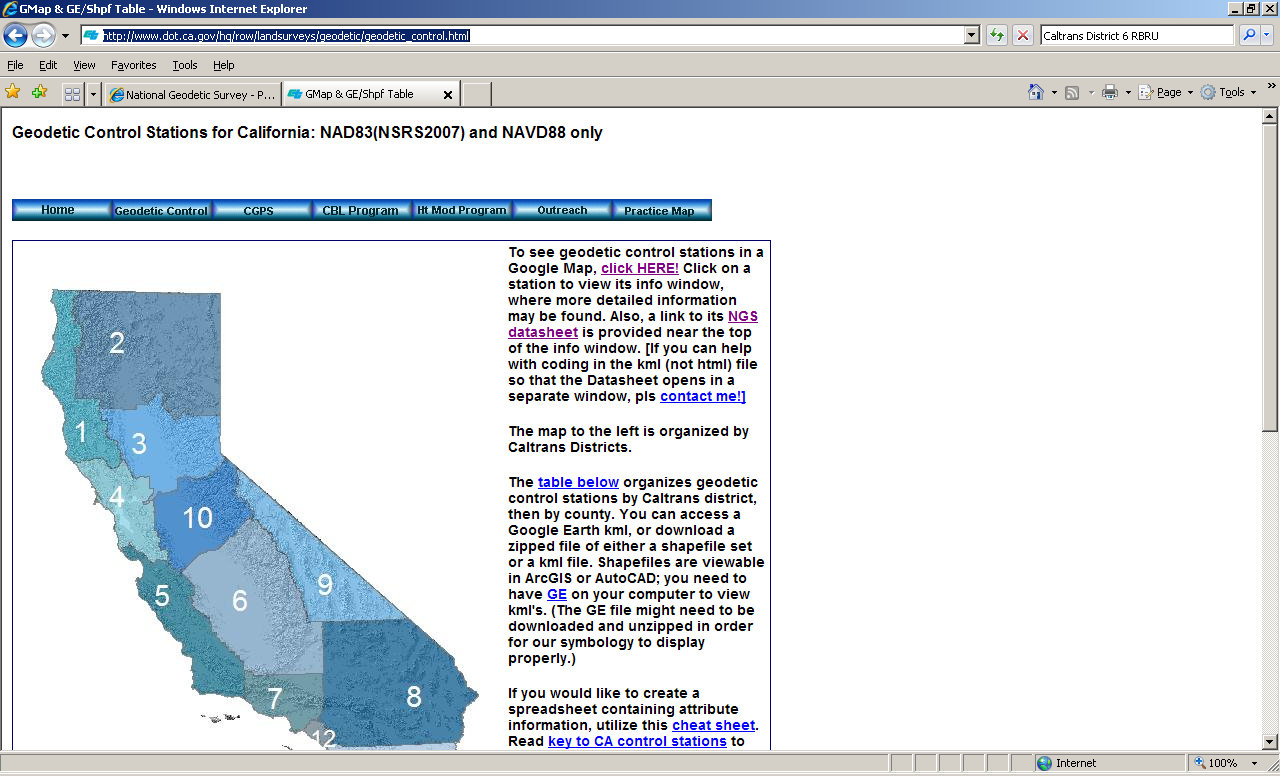 GMap & GE/Shpf Table - Windows Internet Explorer
http://www.dot.ca.gov/hq/row/landsurveys/geodetic/geodetic_control.html
Caltrans District 6 RBRU
File Edit View Favorites Tools Help
National Geodetic Survey - P...
GMap & GE/Shpf Table
Page
Tools
Geodetic Control Stations for California: NAD83(NSRS2007) and NAVD88 only
Home Geodetic Control CGPS CBL Program Ht Mod Program Outreach Practice Map
2
1
3
4
10
5
6
9
7
8
12
To see geodetic control stations in a
Google Map, click HERE! Click on a
station to view its info window,
where more detailed information
may be found. Also, a link to its NGS
datasheet is provided near the top
of the info window. [If you can help
with coding in the kml (not html) file
so that the Datasheet opens in a
separate window, pls contact me!]
The map to the left is organized by
Caltrans Districts.
The table below organizes geodetic
control stations by Caltrans district,
then by county. You can access a
Google Earth kml, or download a
zipped file of either a shapefile set
or a kml file. Shapefiles are viewable
in ArcGIS or AutoCAD; you need to
have GE on your computer to view
kml's. (The GE file might need to be
downloaded and unzipped in order
for our symbology to display
properly.)
If you would like to create a
spreadsheet containing attribute
information, utilize this cheat sheet.
Read key to CA control stations to
Internet
100%